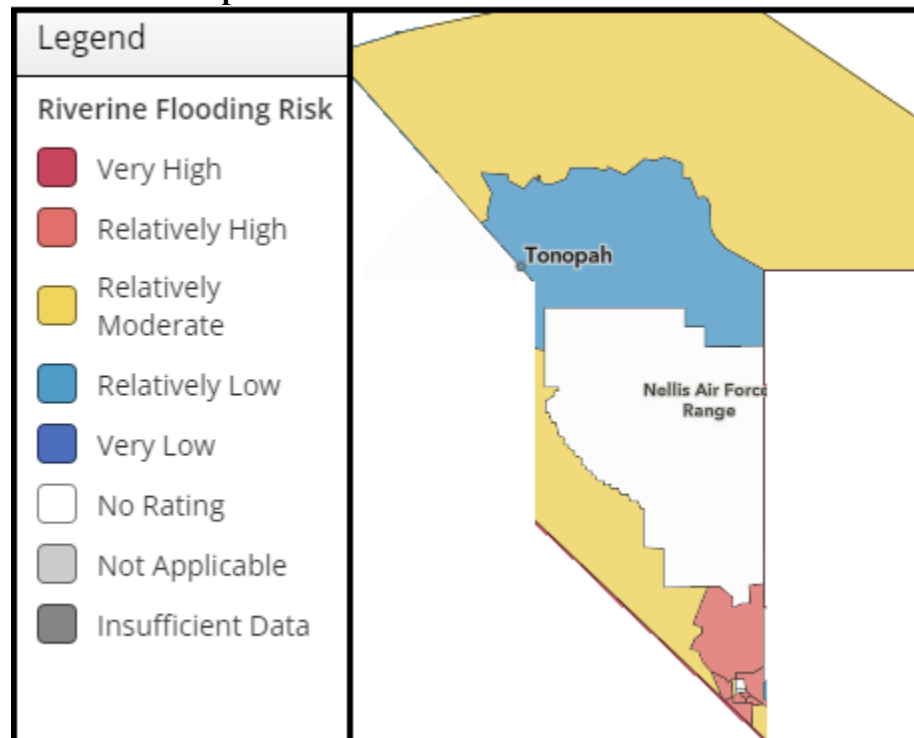 Legend
Riverine Flooding Risk
Very High
Relatively High
Relatively
Moderate
Relatively Low
Very Low
No Rating
Not Applicable
Insufficient Data
Tonopah
Nellis Air Force
Range